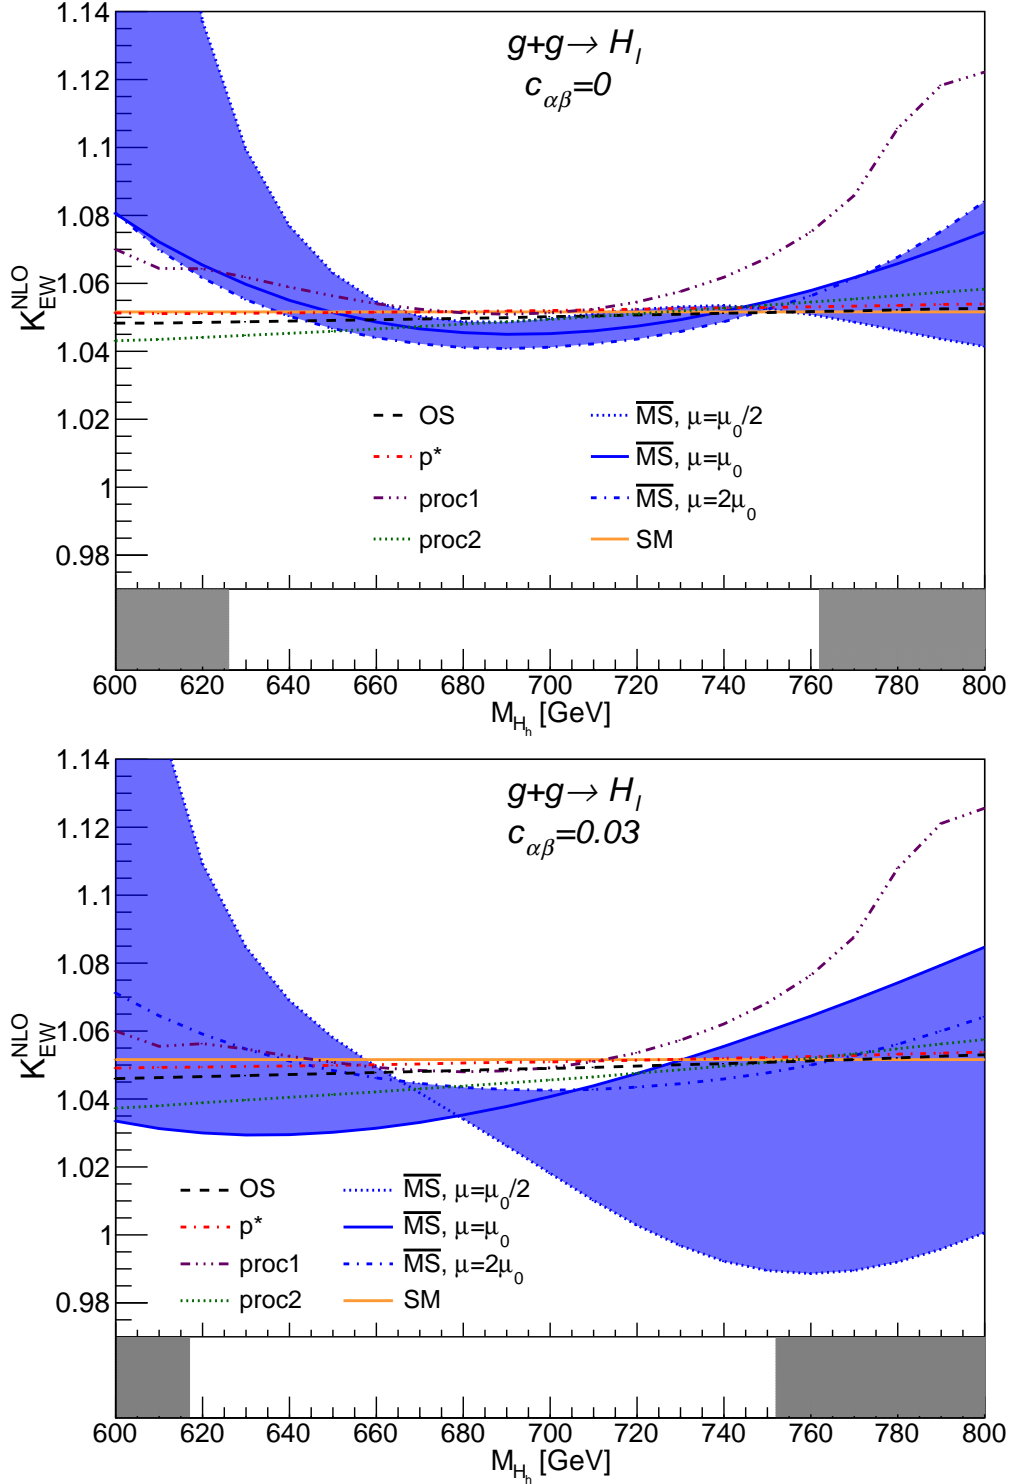 1.14
1.12
1.1
1.08
1.06
1.04
1.02
1
0.98
K_EW^NLO
g+g→ H_l
c_αβ=0
OS
p*
proc1
proc2
MS, μ=μ_0/2
MS, μ=μ_0
MS, μ=2μ_0
SM
600 620 640 660 680 700 720 740 760 780 800
M_H_h [GeV]
1.14
1.12
1.1
1.08
1.06
1.04
1.02
1
0.98
K_EW^NLO
g+g→ H_l
c_αβ=0.03
OS
p*
proc1
proc2
MS, μ=μ_0/2
MS, μ=μ_0
MS, μ=2μ_0
SM
600 620 640 660 680 700 720 740 760 780 800
M_H_h [GeV]